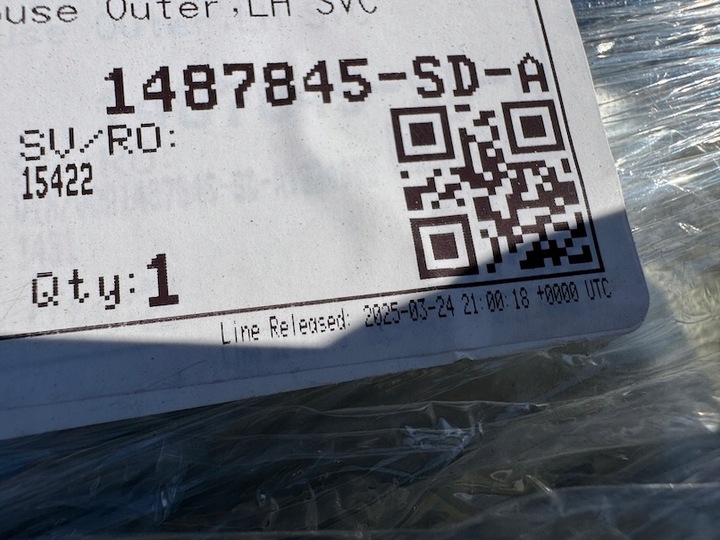 Outer,LH SVC
1487845-SD-A
SV/RO:
15422
Qty:1
Line Released: 2025-03-24 21:00:18 +0000 UTC